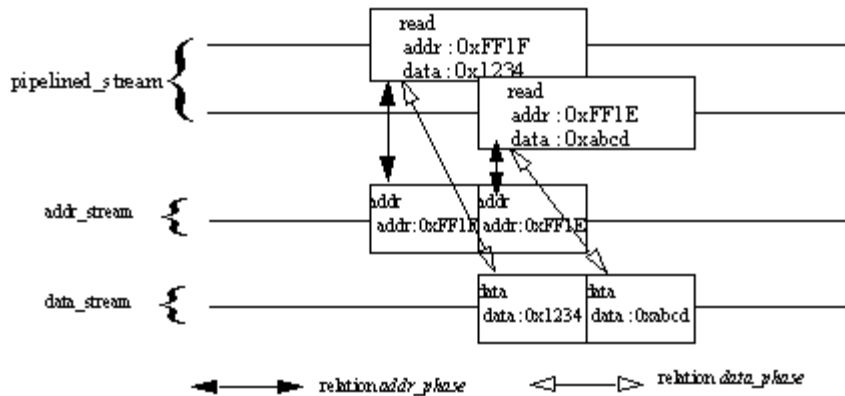 read
addr : 0xFF1F
data : 0x1234
pipelined_stream
read
addr : 0xFF1E
data : 0xabcd
addr
addr
addr_stream
addr : 0xFF1F
addr : 0xFF1E
data
data
data_stream
data : 0x1234
data : 0xabcd
relation addr_phase
relation data_phase